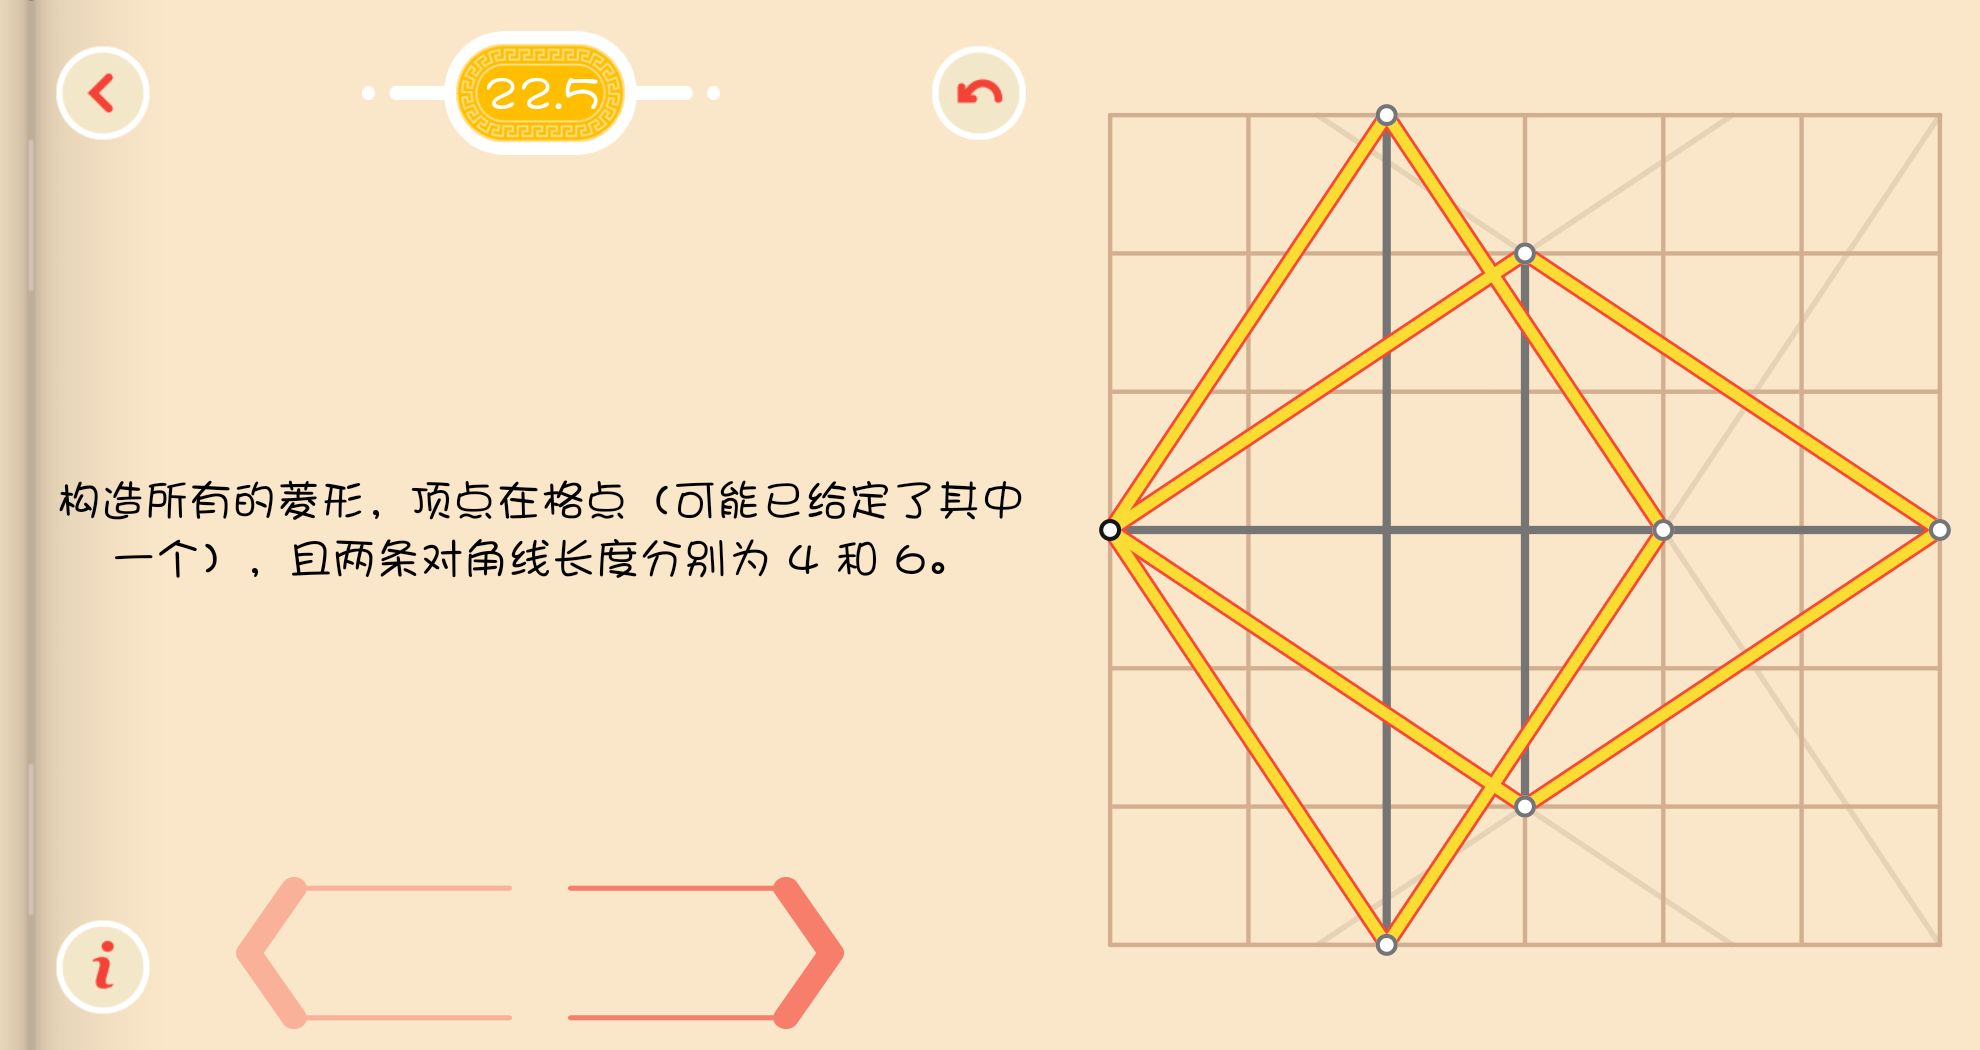 22.5
构造所有的菱形，顶点在格点（可能已给定了其中
一个），且两条对角线长度分别为 4 和 6。
i